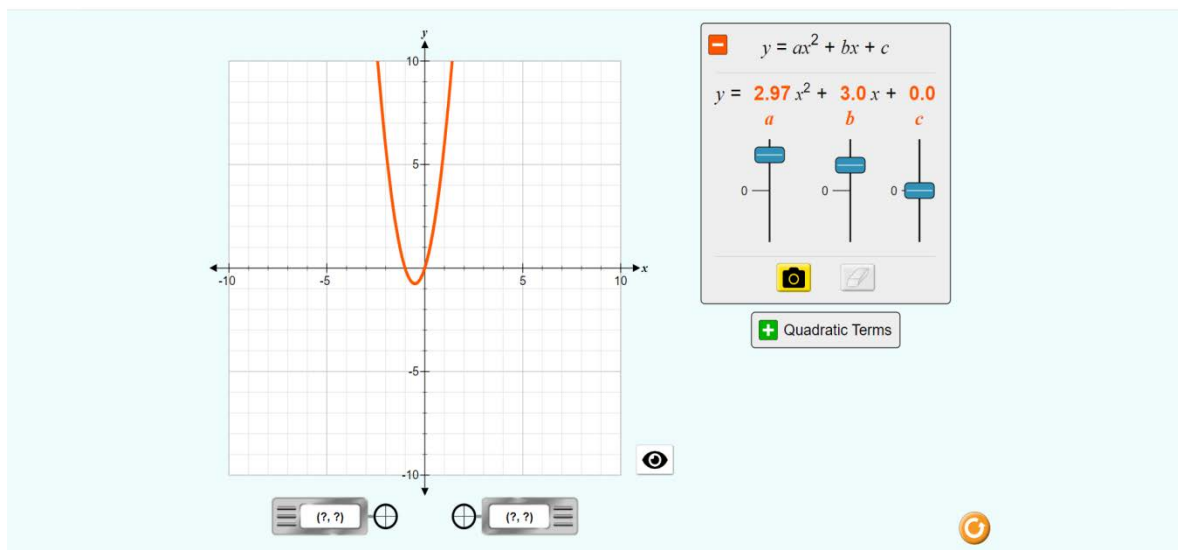 y
10
5
-10
-5
5
10
x
-5
-10
(?, ?)
(?, ?)
y = ax² + bx + c
y = 2.97 x² + 3.0 x + 0.0
a b c
0 0 0
Quadratic Terms